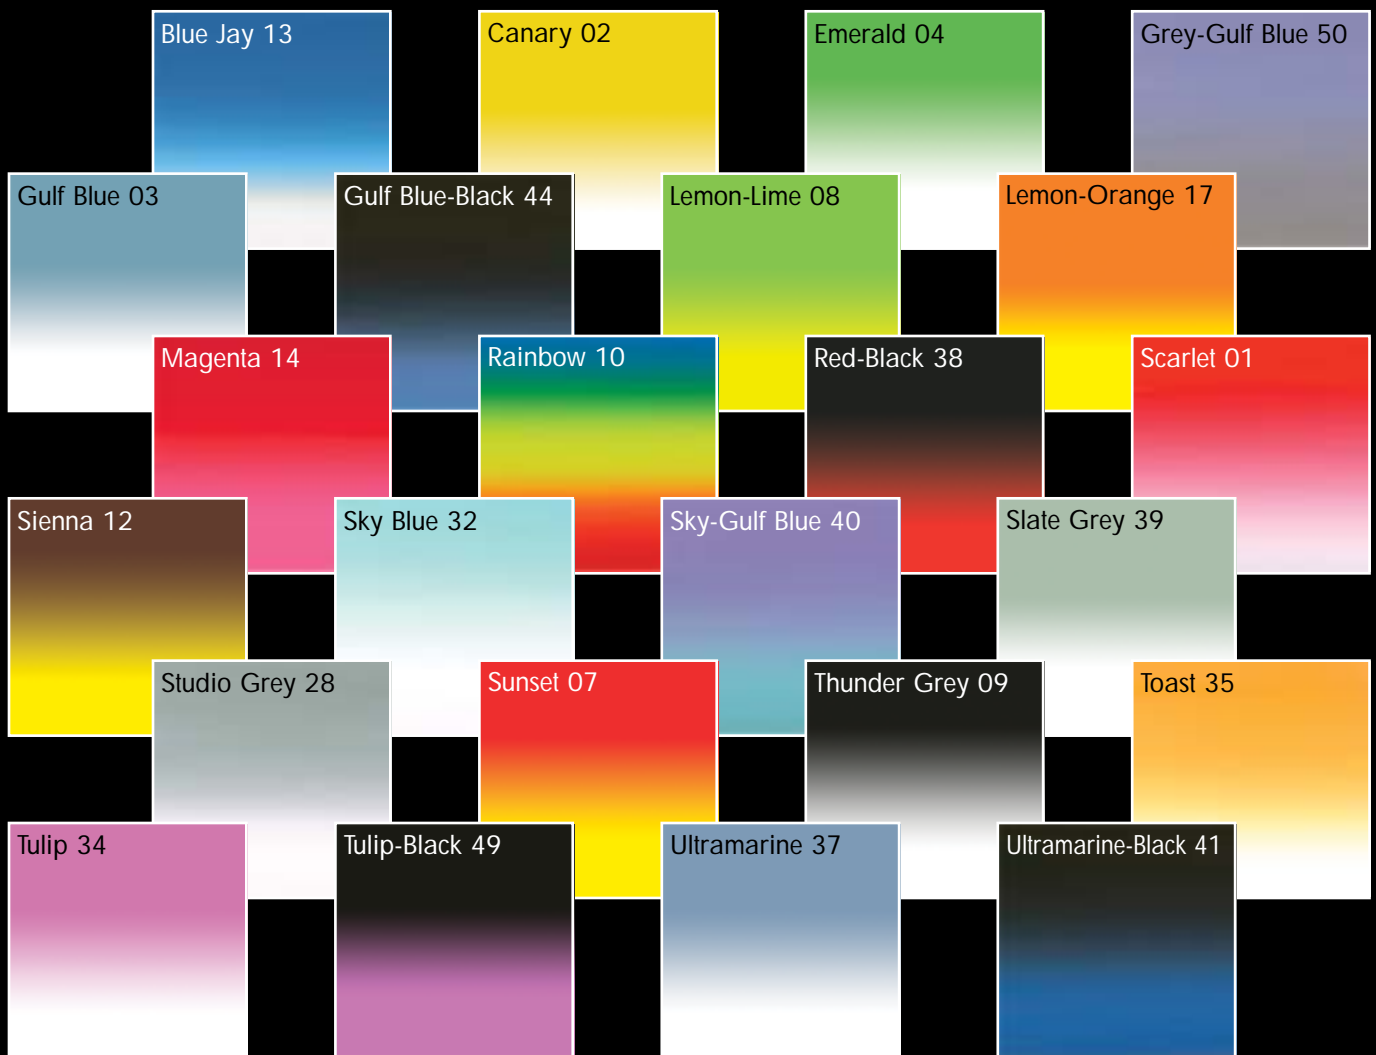 Blue Jay 13
Canary 02
Emerald 04
Grey-Gulf Blue 50
Gulf Blue 03
Gulf Blue-Black 44
Lemon-Lime 08
Lemon-Orange 17
Magenta 14
Rainbow 10
Red-Black 38
Scarlet 01
Sienna 12
Sky Blue 32
Sky-Gulf Blue 40
Slate Grey 39
Studio Grey 28
Sunset 07
Thunder Grey 09
Toast 35
Tulip 34
Tulip-Black 49
Ultramarine 37
Ultramarine-Black 41